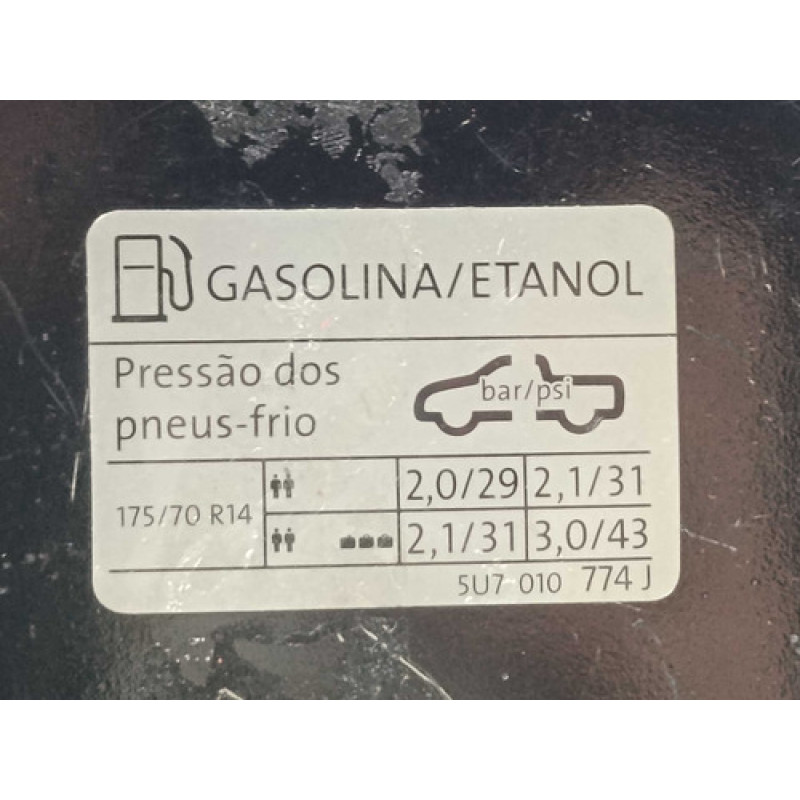 GASOLINA/ETANOL
Pressão dos
pneus-frio
bar/psi
175/70 R14
2,0/29 2,1/31
2,1/31 3,0/43
5U7 010 774 J